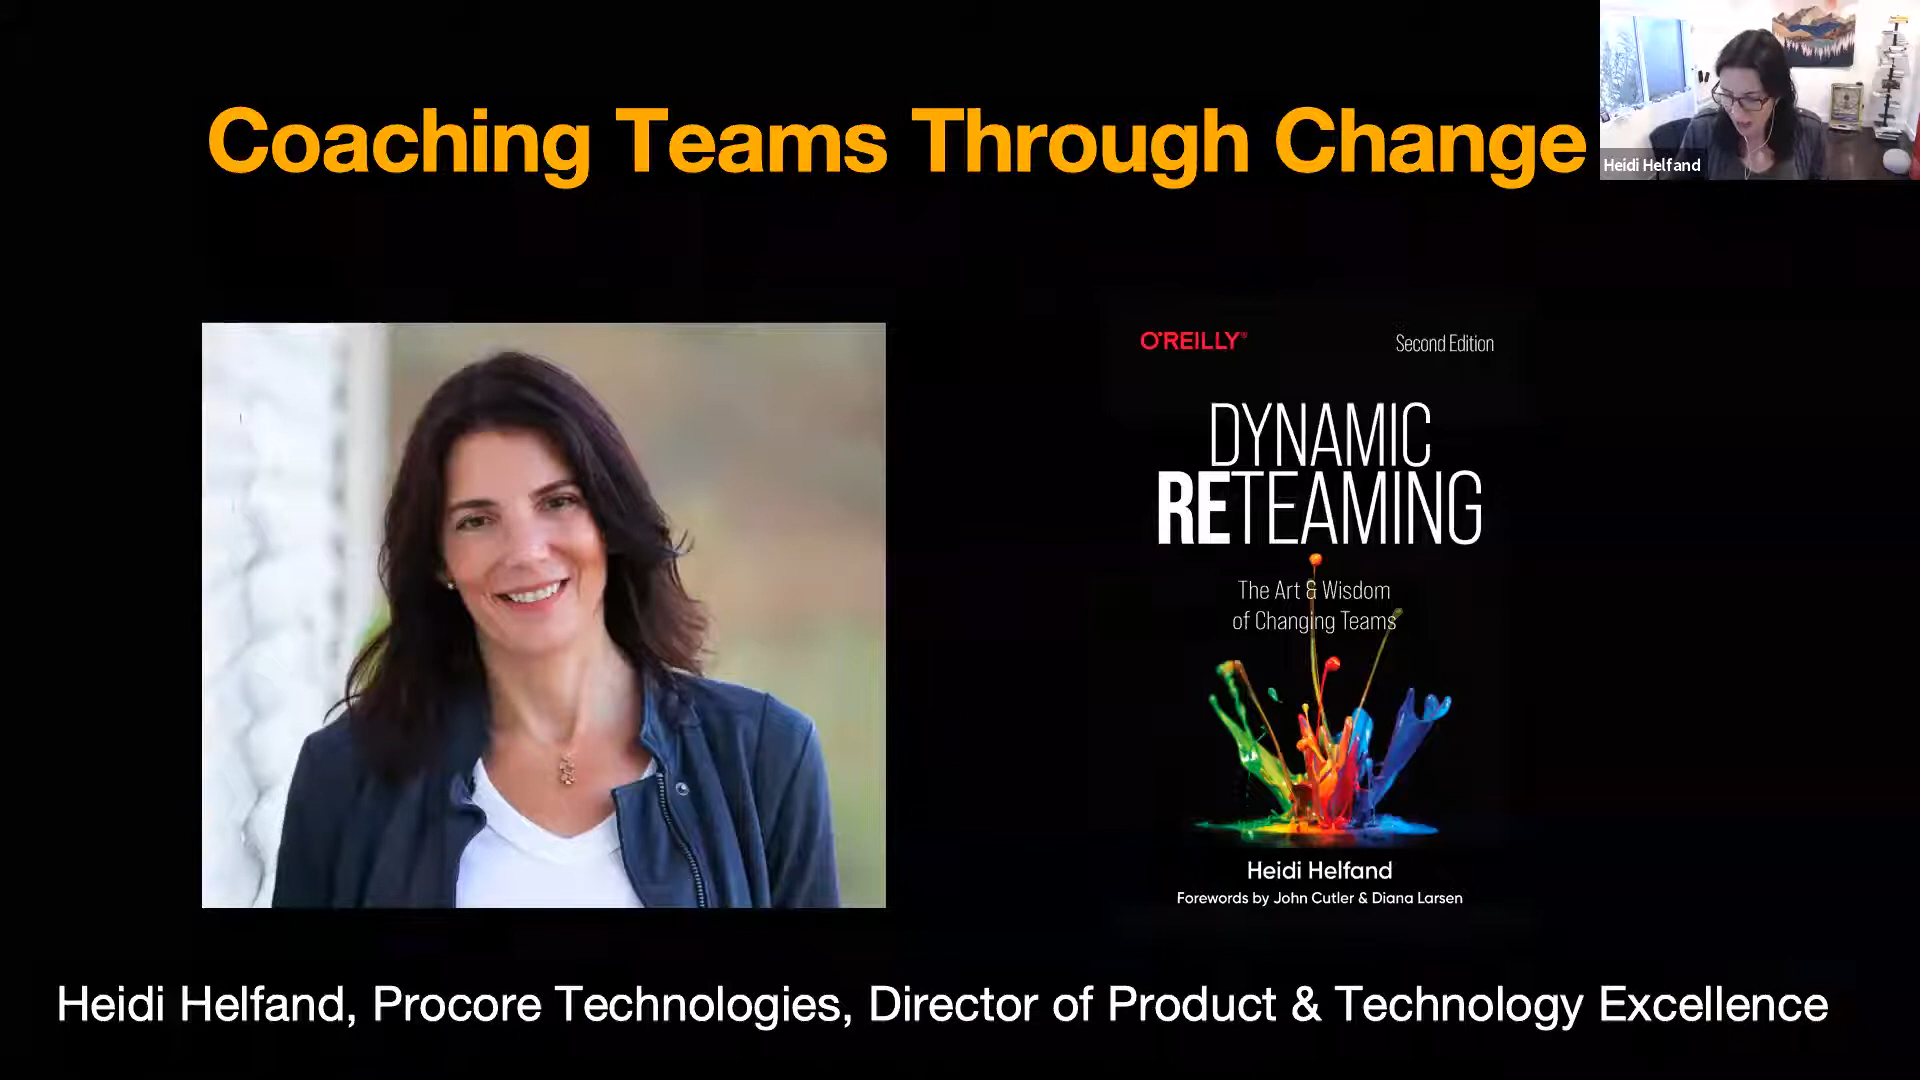 Coaching Teams Through Change
Heidi Helfand
O'REILLY®
Second Edition
DYNAMIC
RETEAMING
The Art & Wisdom
of Changing Teams
Heidi Helfand
Forewords by John Cutler & Diana Larsen
Heidi Helfand, Procore Technologies, Director of Product & Technology Excellence